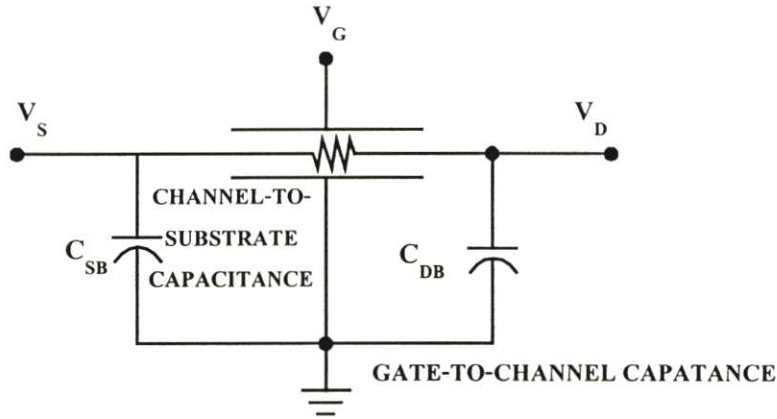 V_G
V_S
V_D
CHANNEL-TO-
SUBSTRATE
CAPACITANCE
C_SB
C_DB
GATE-TO-CHANNEL CAPATANCE